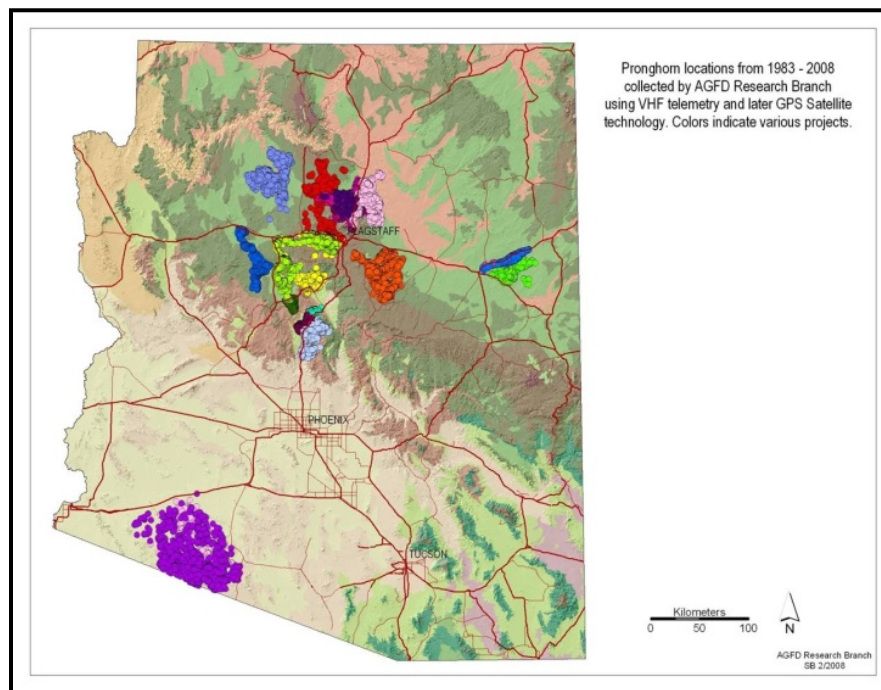 Pronghorn locations from 1983 - 2008
collected by AGFD Research Branch
using VHF telemetry and later GPS Satellite
technology. Colors indicate various projects.
FLAGSTAFF
PHOENIX
TUCSON
Kilometers
0 50 100
N
AGFD Research Branch
SB 2/2008